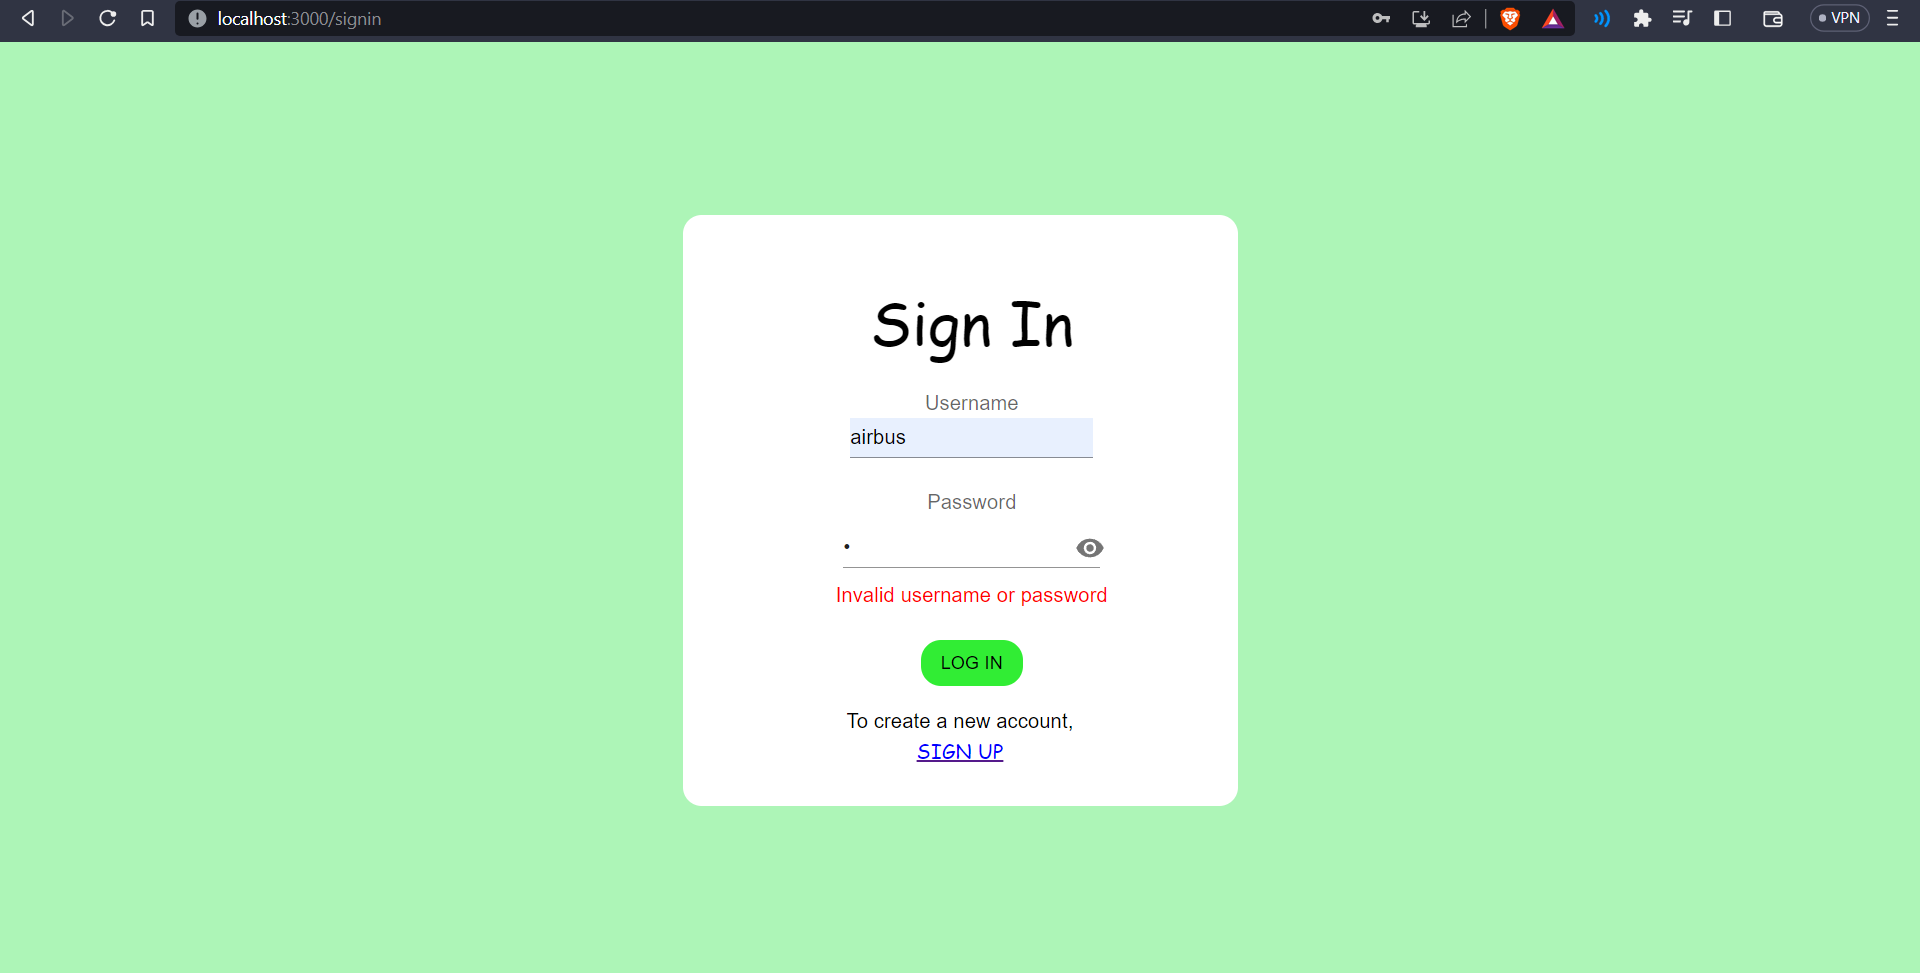 localhost:3000/signin
VPN
Sign In
Username
airbus
Password
•
Invalid username or password
LOG IN
To create a new account,
SIGN UP